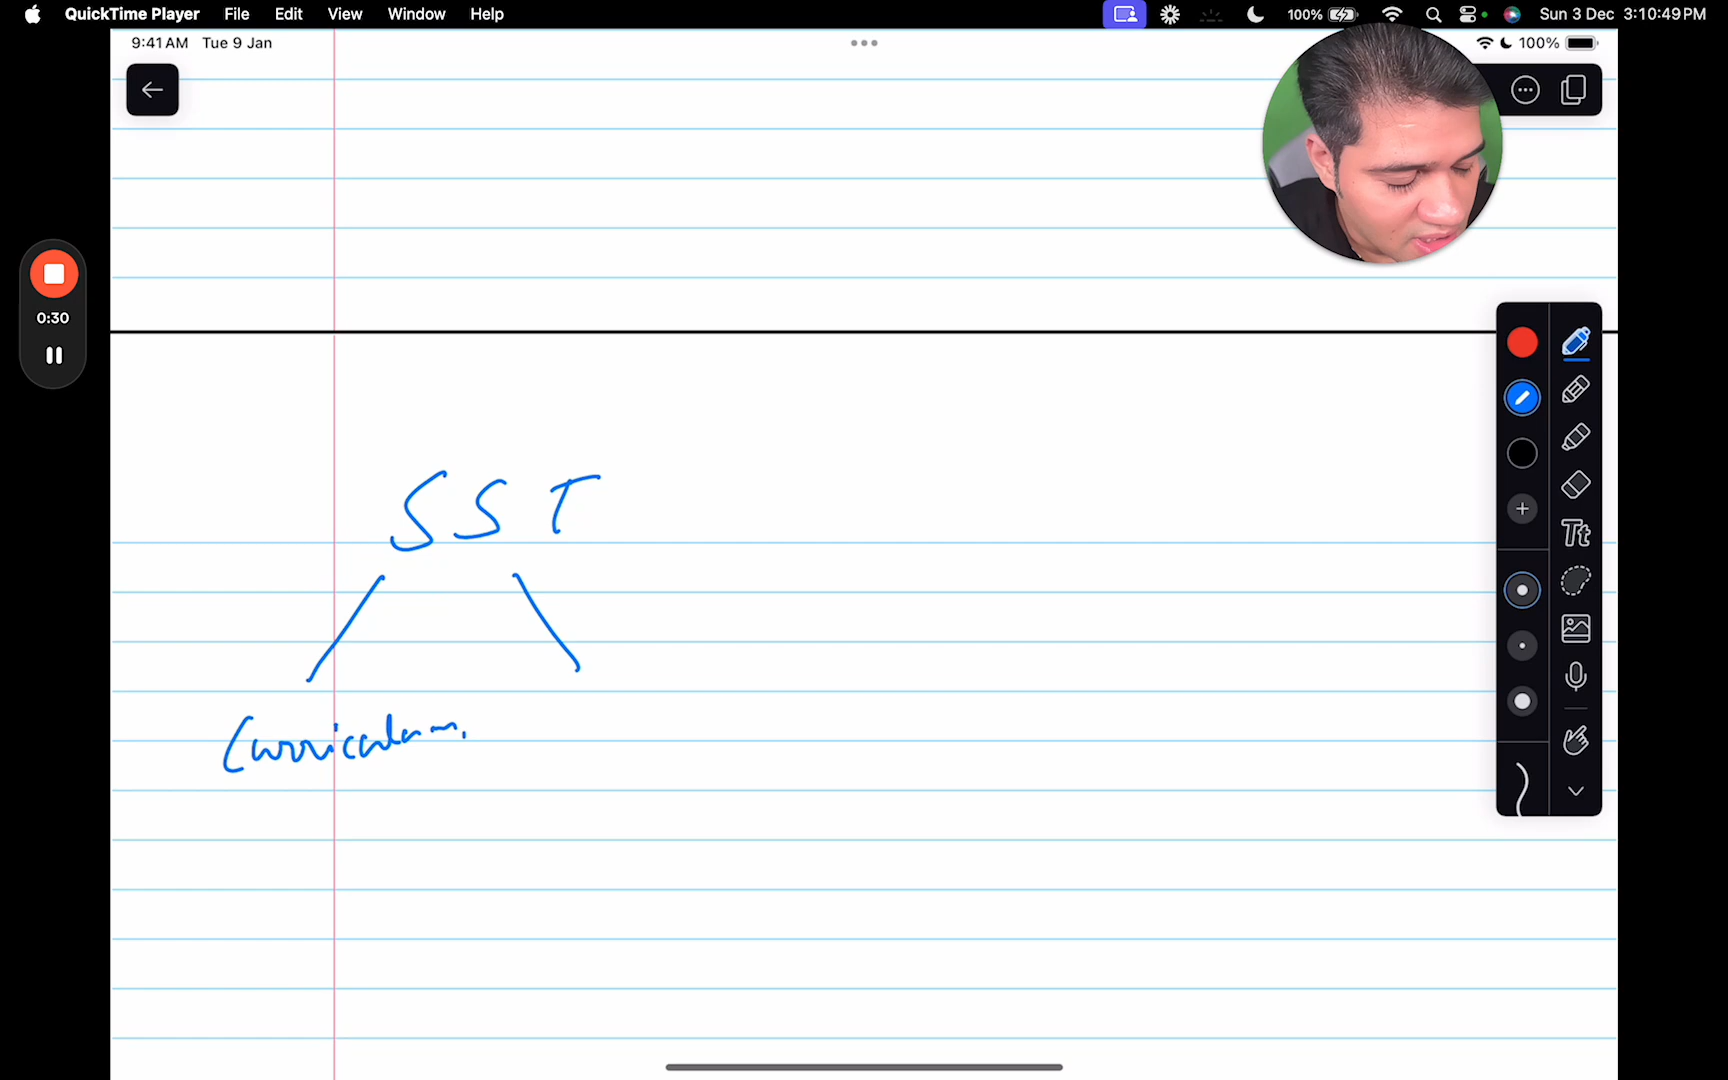 QuickTime Player File Edit View Window Help 100% Sun 3 Dec 3:10:49 PM
9:41 AM Tue 9 Jan 100%
0:30
SST
Tt
Curriculum